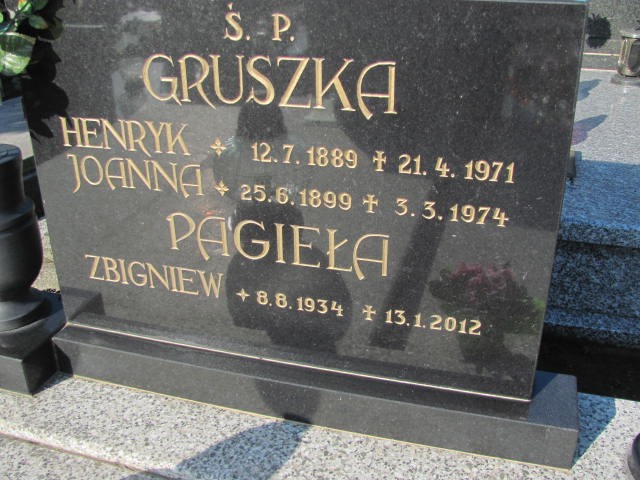 Ś. P.
GRUSZKA
HENRYK ✦ 12.7.1889 ✝ 21.4.1971
JOANNA ✦ 25.6.1899 ✝ 3.3.1974
PAGIEŁA
ZBIGNIEW ✦ 8.8.1934 ✝ 13.1.2012